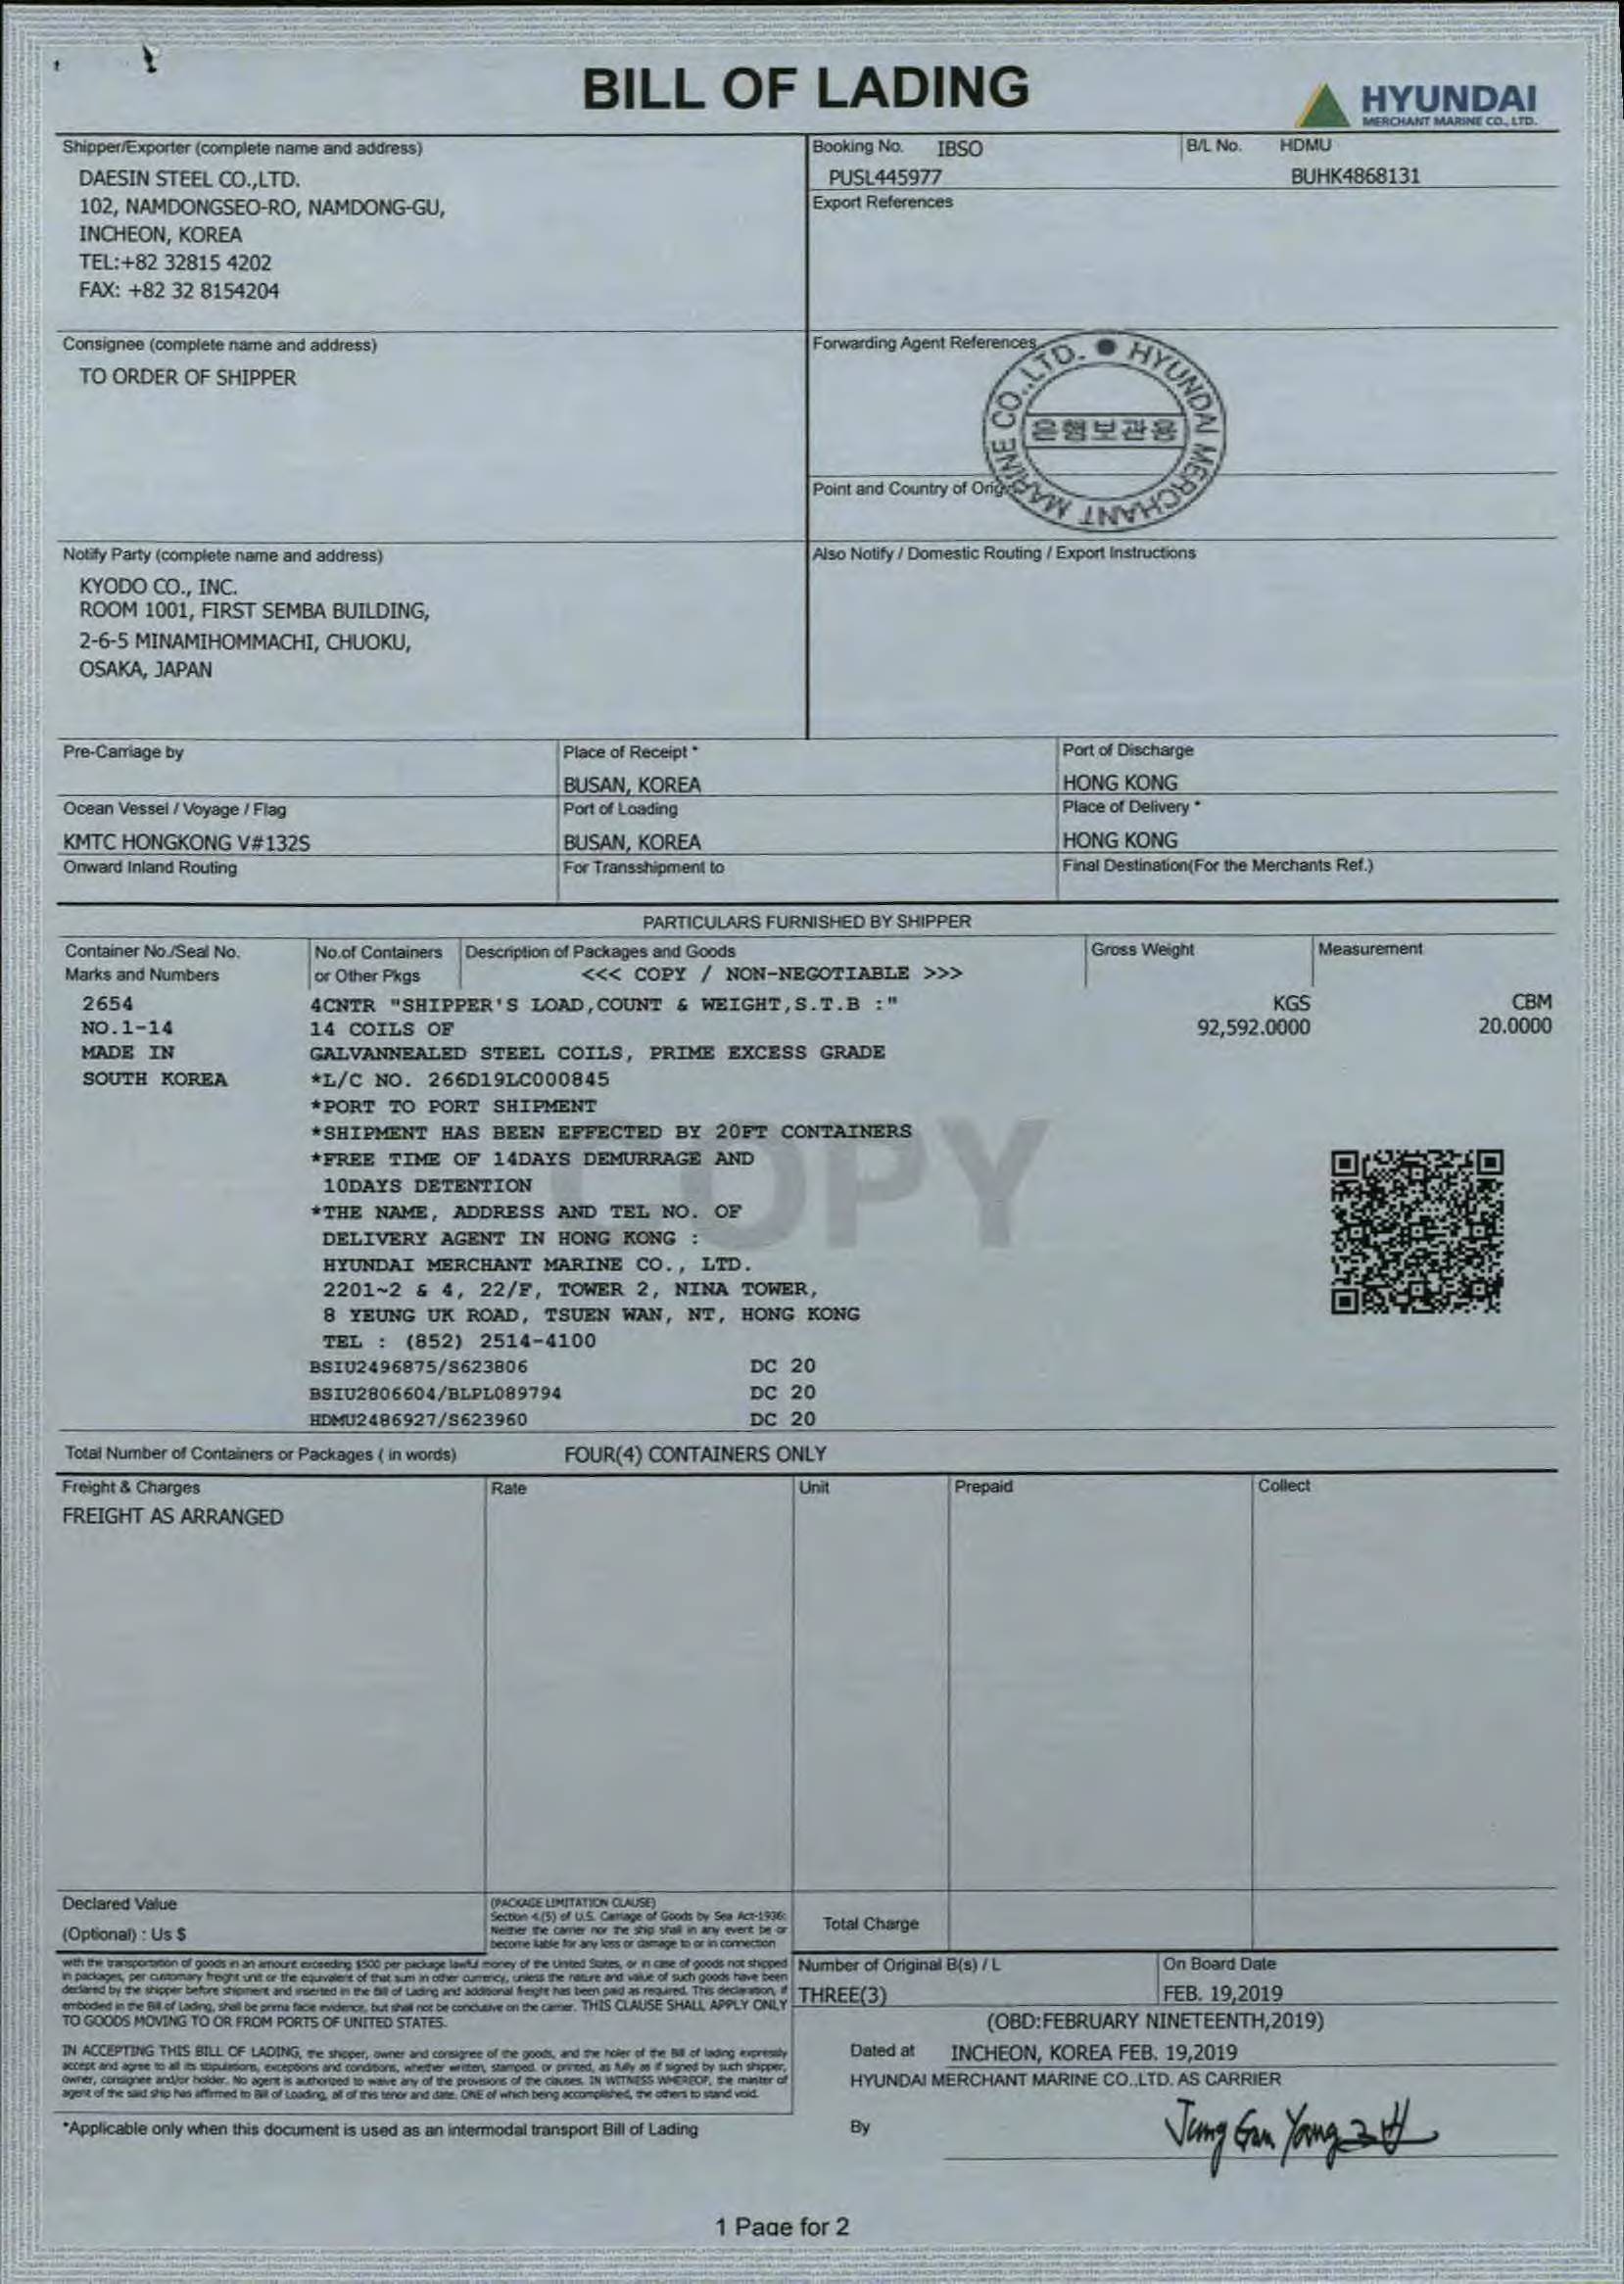 BILL OF LADING
HYUNDAI
MERCHANT MARINE CO., LTD.
Shipper/Exporter (complete name and address)
DAESIN STEEL CO.,LTD.
102, NAMDONGSEO-RO, NAMDONG-GU,
INCHEON, KOREA
TEL:+82 32815 4202
FAX: +82 32 8154204
Booking No. IBSO
PUSL445977
B/L No. HDMU
BUHK4868131
Export References
Consignee (complete name and address)
TO ORDER OF SHIPPER
Forwarding Agent References
HYUNDAI MERCHANT MARINE CO.,LTD.
은행보관용
Point and Country of Origin
Notify Party (complete name and address)
KYODO CO., INC.
ROOM 1001, FIRST SEMBA BUILDING,
2-6-5 MINAMIHOMMACHI, CHUOKU,
OSAKA, JAPAN
Also Notify / Domestic Routing / Export Instructions
Pre-Carriage by
Place of Receipt *
BUSAN, KOREA
Port of Discharge
HONG KONG
Ocean Vessel / Voyage / Flag
KMTC HONGKONG V#132S
Port of Loading
BUSAN, KOREA
Place of Delivery *
HONG KONG
Onward Inland Routing
For Transshipment to
Final Destination(For the Merchants Ref.)
PARTICULARS FURNISHED BY SHIPPER
Container No./Seal No.
Marks and Numbers
No.of Containers
or Other Pkgs
Description of Packages and Goods
<<< COPY / NON-NEGOTIABLE >>>
Gross Weight
Measurement
2654
NO.1-14
MADE IN
SOUTH KOREA
4CNTR "SHIPPER'S LOAD,COUNT & WEIGHT,S.T.B :"
14 COILS OF
GALVANNEALED STEEL COILS, PRIME EXCESS GRADE
*L/C NO. 266D19LC000845
*PORT TO PORT SHIPMENT
*SHIPMENT HAS BEEN EFFECTED BY 20FT CONTAINERS
*FREE TIME OF 14DAYS DEMURRAGE AND
10DAYS DETENTION
*THE NAME, ADDRESS AND TEL NO. OF
DELIVERY AGENT IN HONG KONG :
HYUNDAI MERCHANT MARINE CO., LTD.
2201~2 & 4, 22/F, TOWER 2, NINA TOWER,
8 YEUNG UK ROAD, TSUEN WAN, NT, HONG KONG
TEL : (852) 2514-4100
BSIU2496875/S623806 DC 20
BSIU2806604/BLPL089794 DC 20
HDMU2486927/S623960 DC 20
KGS
92,592.0000
CBM
20.0000
COPY
Total Number of Containers or Packages ( in words) FOUR(4) CONTAINERS ONLY
Freight & Charges
Rate
Unit
Prepaid
Collect
FREIGHT AS ARRANGED
Declared Value
(Optional) : Us $
(PACKAGE LIMITATION CLAUSE)
Section 4.(5) of U.S. Carriage of Goods by Sea Act-1936:
Neither the carrier nor the ship shall in any event be or
become liable for any loss or damage to or in connection
with the transportation of goods in an amount exceeding $500 per package lawful money of the United States, or in case of goods not shipped
in packages, per customary freight unit or the equivalent of that sum in other currency, unless the nature and value of such goods have been
declared by the shipper before shipment and inserted in the Bill of Lading and additional freight has been paid as required. This declaration, if
embodied in the Bill of Lading, shall be prima facie evidence, but shall not be conclusive on the carrier. THIS CLAUSE SHALL APPLY ONLY
TO GOODS MOVING TO OR FROM PORTS OF UNITED STATES.
IN ACCEPTING THIS BILL OF LADING, the shipper, owner and consignee of the goods, and the holer of the Bill of lading expressly
accept and agree to all its stipulations, exceptions and conditions, whether written, stamped, or printed, as fully as if signed by such shipper,
owner, consignee and/or holder. No agent is authorized to waive any of the provisions of the clauses. IN WITNESS WHEREOF, the master of
agent of the said ship has affirmed to Bill of Loading, all of this tenor and date. ONE of which being accomplished, the others to stand void.
*Applicable only when this document is used as an intermodal transport Bill of Lading
Total Charge
Number of Original B(s) / L
THREE(3)
On Board Date
FEB. 19,2019
(OBD:FEBRUARY NINETEENTH,2019)
Dated at INCHEON, KOREA FEB. 19,2019
HYUNDAI MERCHANT MARINE CO.,LTD. AS CARRIER
By
1 Page for 2